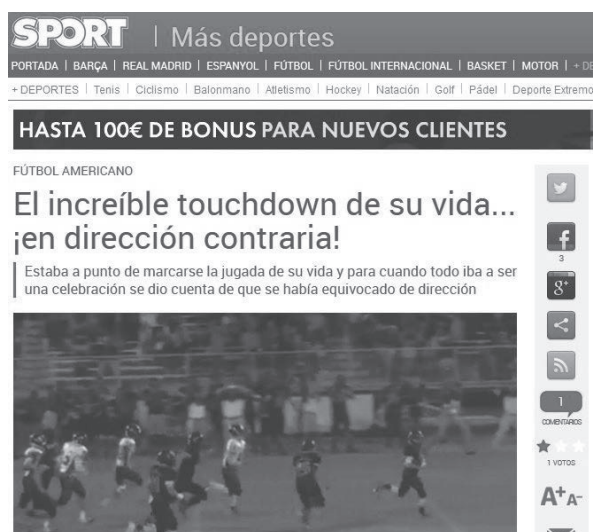 SPORT | Más deportes
PORTADA | BARÇA | REAL MADRID | ESPANYOL | FÚTBOL | FÚTBOL INTERNACIONAL | BASKET | MOTOR | + DE
+ DEPORTES | Tenis | Ciclismo | Balonmano | Atletismo | Hockey | Natación | Golf | Pádel | Deporte Extremo
HASTA 100€ DE BONUS PARA NUEVOS CLIENTES
FÚTBOL AMERICANO
El increíble touchdown de su vida...
¡en dirección contraria!
Estaba a punto de marcarse la jugada de su vida y para cuando todo iba a ser
una celebración se dio cuenta de que se había equivocado de dirección
3
1
COMENTARIOS
1 VOTOS
A+ A-